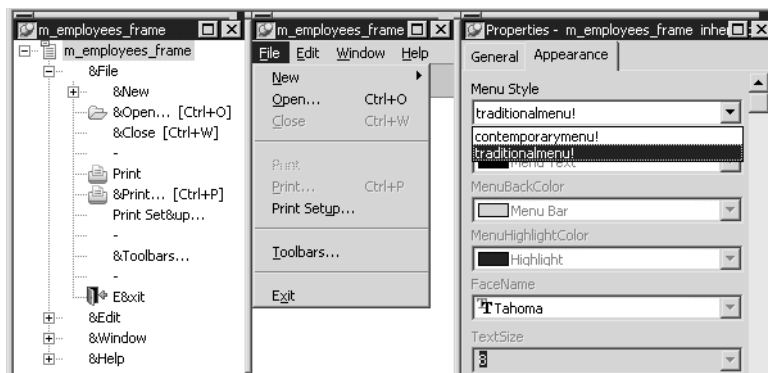 m_employees_frame
m_employees_frame
&File
&New
&Open... [Ctrl+O]
&Close [Ctrl+W]
-
Print
&Print... [Ctrl+P]
Print Set&up...
-
&Toolbars...
-
E&xit
&Edit
&Window
&Help
m_employees_frame
File Edit Window Help
New
Open... Ctrl+O
Close Ctrl+W
Print
Print... Ctrl+P
Print Setup...
Toolbars...
Exit
Properties - m_employees_frame
General Appearance
Menu Style
traditionalmenu!
contemporarymenu!
traditionalmenu!
Menu Text
MenuBackColor
Menu Bar
MenuHighlightColor
Highlight
FaceName
Tahoma
TextSize
8